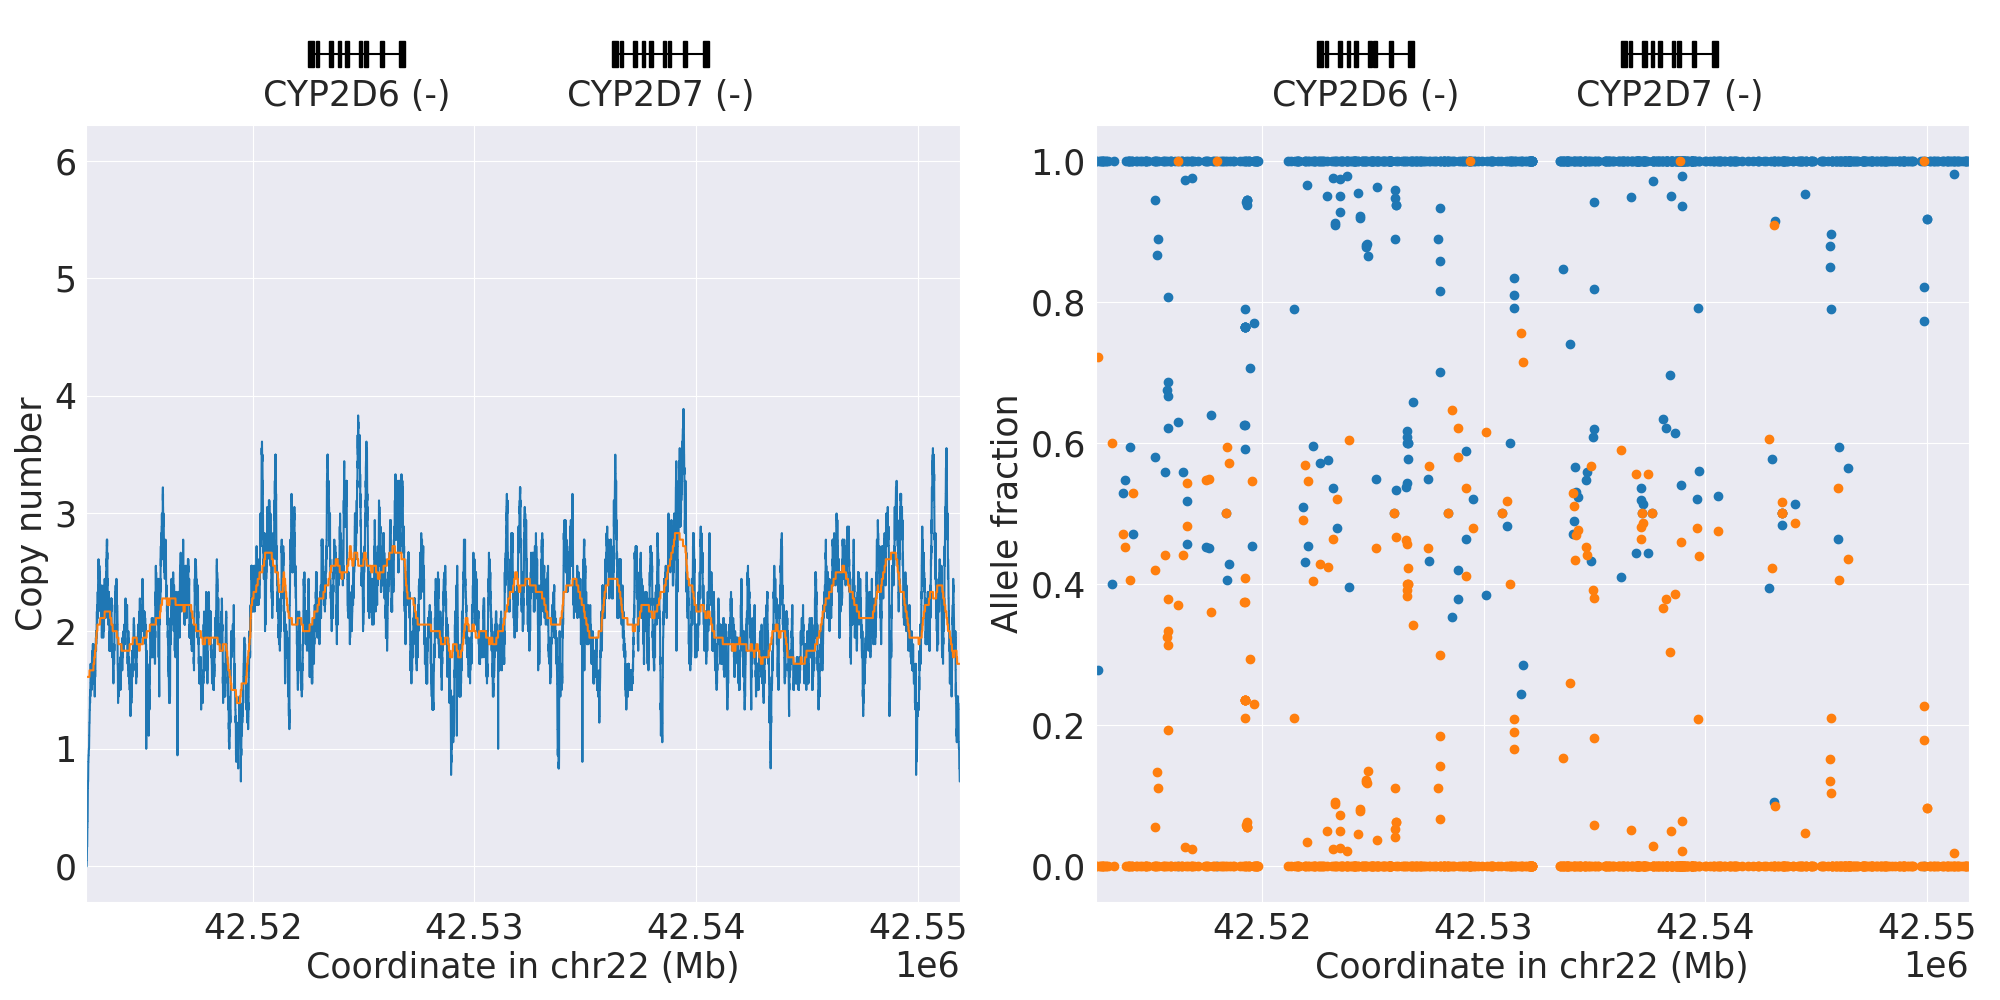 CYP2D6 (-)
CYP2D7 (-)
Copy number
6
5
4
3
2
1
0
42.52
42.53
42.54
42.55
Coordinate in chr22 (Mb)
1e6
CYP2D6 (-)
CYP2D7 (-)
Allele fraction
1.0
0.8
0.6
0.4
0.2
0.0
42.52
42.53
42.54
42.55
Coordinate in chr22 (Mb)
1e6